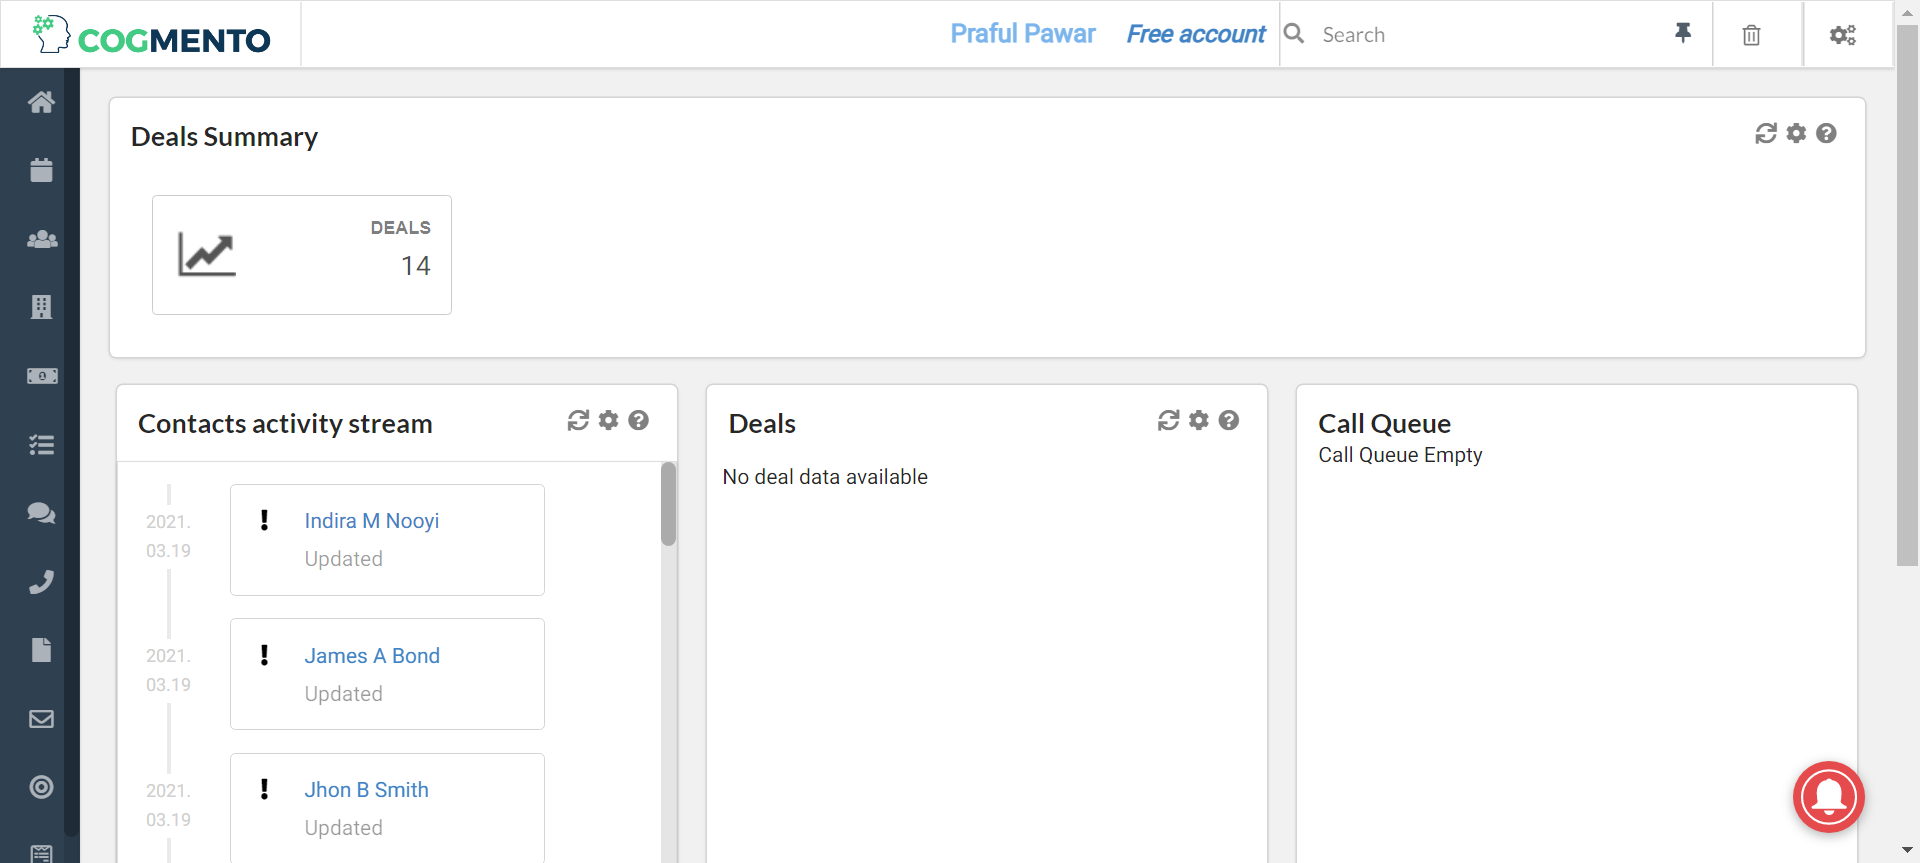 COGMENTO
Praful Pawar
Free account
Search
Deals Summary
DEALS
14
Contacts activity stream
2021.
03.19
Indira M Nooyi
Updated
2021.
03.19
James A Bond
Updated
2021.
03.19
Jhon B Smith
Updated
Deals
No deal data available
Call Queue
Call Queue Empty